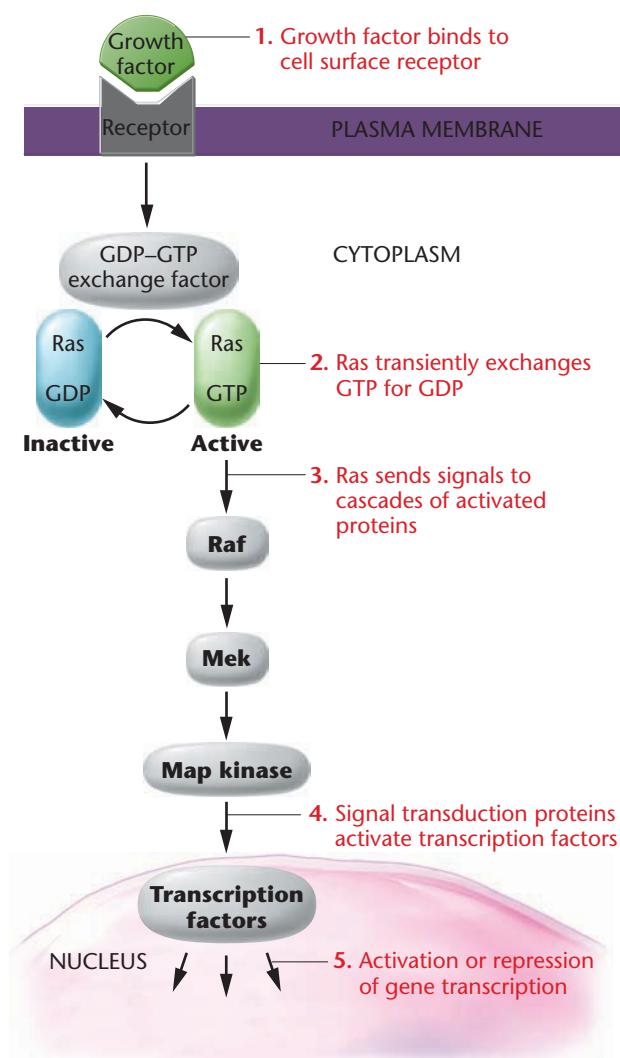 Growth
factor
1. Growth factor binds to
cell surface receptor
Receptor
PLASMA MEMBRANE
GDP–GTP
exchange factor
CYTOPLASM
Ras
GDP
Ras
GTP
2. Ras transiently exchanges
GTP for GDP
Inactive
Active
3. Ras sends signals to
cascades of activated
proteins
Raf
Mek
Map kinase
4. Signal transduction proteins
activate transcription factors
Transcription
factors
NUCLEUS
5. Activation or repression
of gene transcription